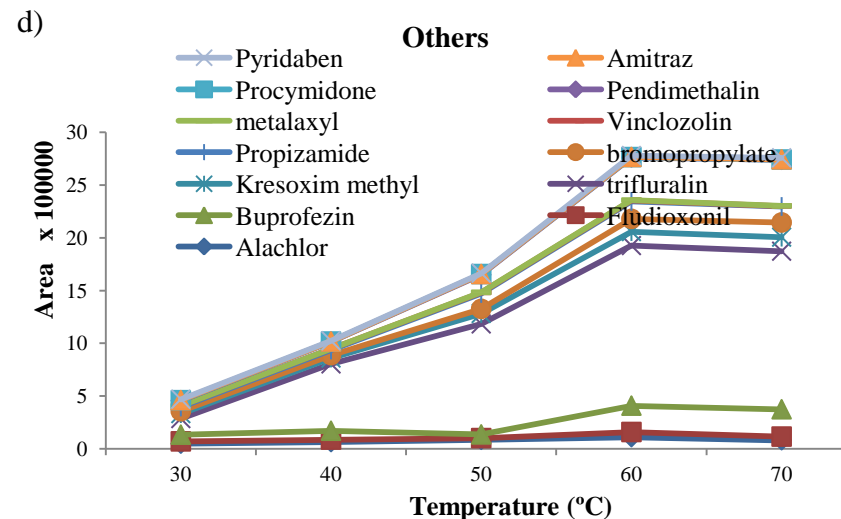 d)
Others
Pyridaben Amitraz
Procymidone Pendimethalin
metalaxyl Vinclozolin
Propizamide bromopropylate
Kresoxim methyl trifluralin
Buprofezin Fludioxonil
Alachlor
30
25
20
15
10
5
0
Area x 100000
30 40 50 60 70
Temperature (ºC)